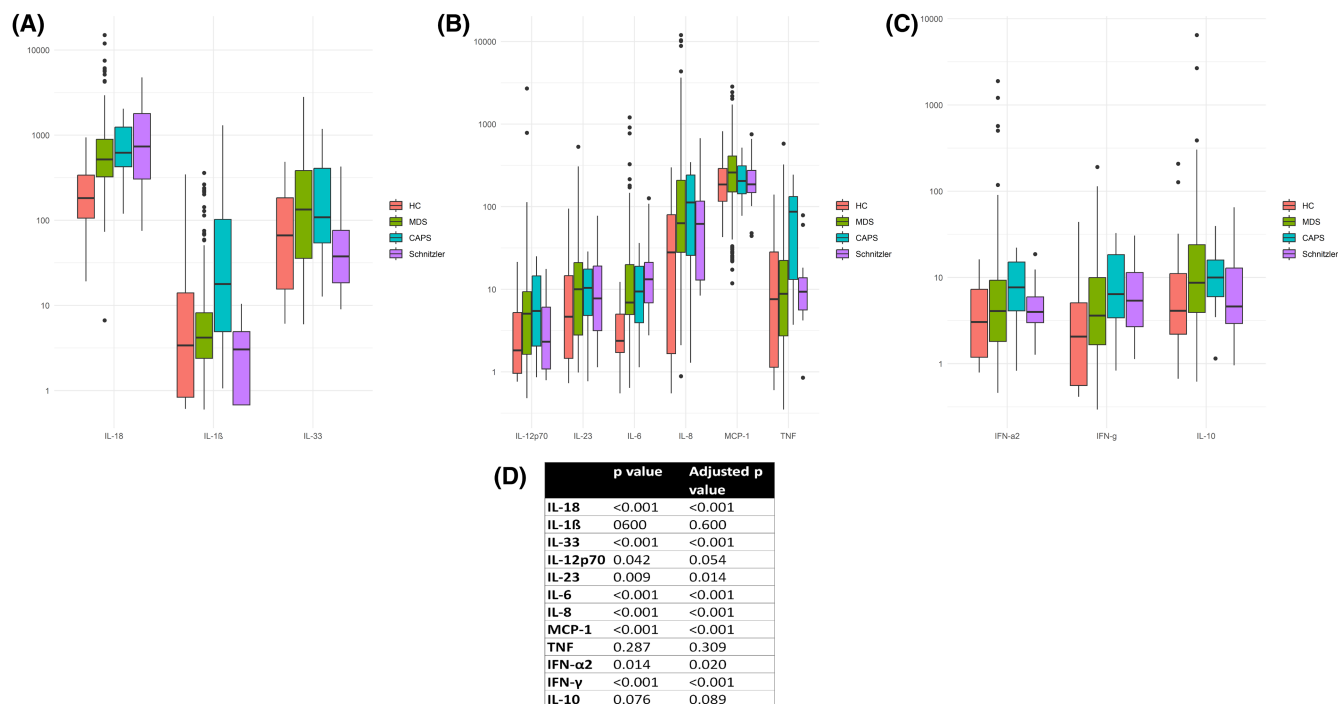 (A)
10000
1000
100
10
1
IL-18 IL-1ß IL-33
HC
MDS
CAPS
Schnitzler
(B)
10000
1000
100
10
1
IL-12p70 IL-23 IL-6 IL-8 MCP-1 TNF
HC
MDS
CAPS
Schnitzler
(C)
10000
1000
100
10
1
IFN-a2 IFN-g IL-10
HC
MDS
CAPS
Schnitzler
(D)
p value Adjusted p
value
IL-18 <0.001 <0.001
IL-1ß 0600 0.600
IL-33 <0.001 <0.001
IL-12p70 0.042 0.054
IL-23 0.009 0.014
IL-6 <0.001 <0.001
IL-8 <0.001 <0.001
MCP-1 <0.001 <0.001
TNF 0.287 0.309
IFN-α2 0.014 0.020
IFN-γ <0.001 <0.001
IL-10 0.076 0.089